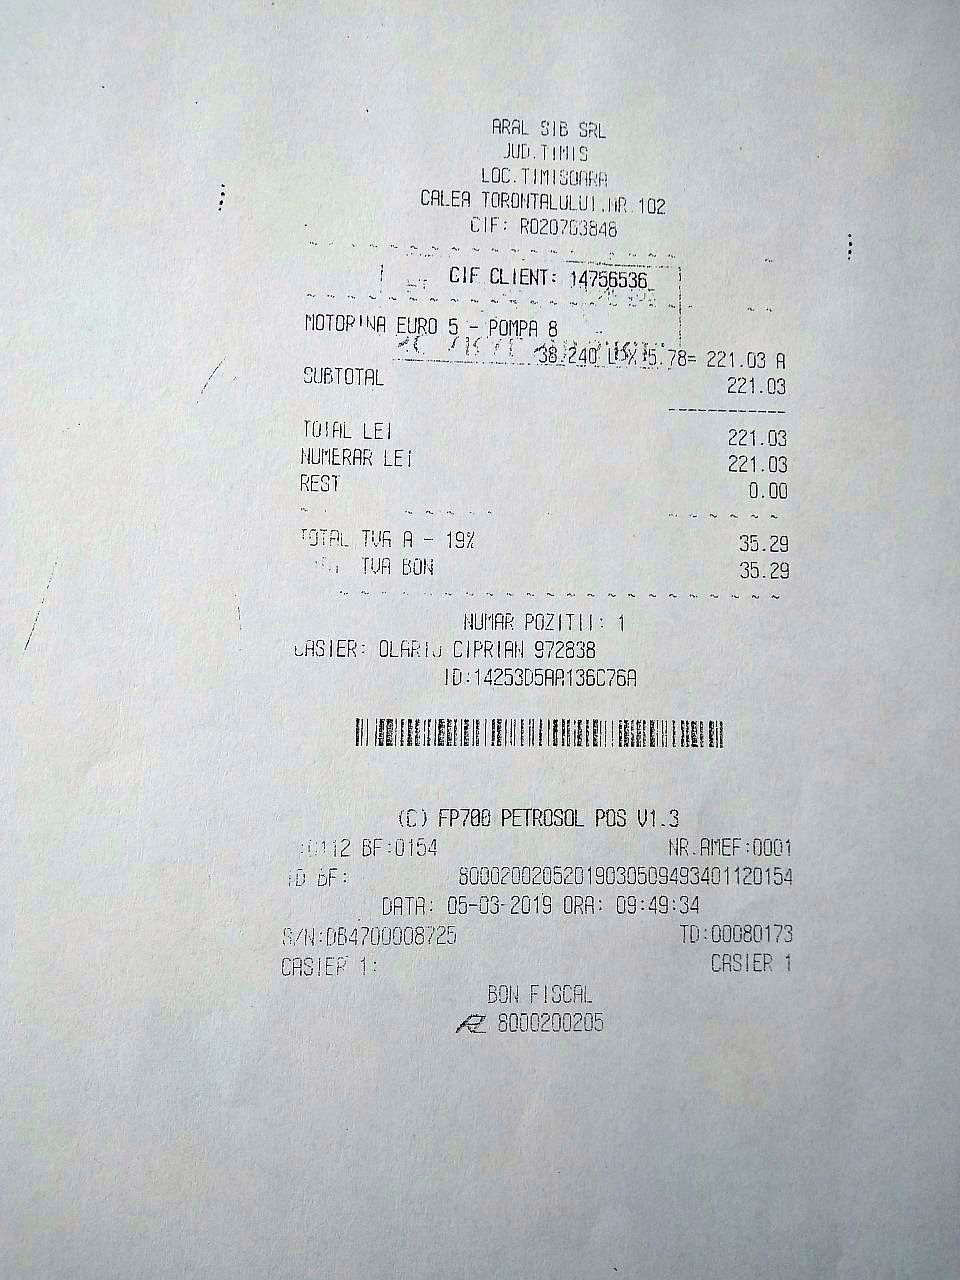 ARAL SIB SRL
JUD.TIMIS
LOC.TIMISOARA
CALEA TORONTALULUI.NR.102
CIF: RO20763848
CIF CLIENT: 14756536
MOTORINA EURO 5 - POMPA 8
38.240 L X 5.78= 221.03 A
SUBTOTAL 221.03
TOTAL LEI 221.03
NUMERAR LEI 221.03
REST 0.00
TOTAL TVA A - 19% 35.29
TVA BON 35.29
NUMAR POZITII: 1
CASIER: OLARIU CIPRIAN 972838
ID:14253D5AA136C76A
(C) FP700 PETROSOL POS V1.3
BF:0154 NR.AMEF:0001
ID BF: 80002002052019030509493401120154
DATA: 05-03-2019 ORA: 09:49:34
S/N:DB4700008725 TD:00080173
CASIER 1: CASIER 1
BON FISCAL
8000200205